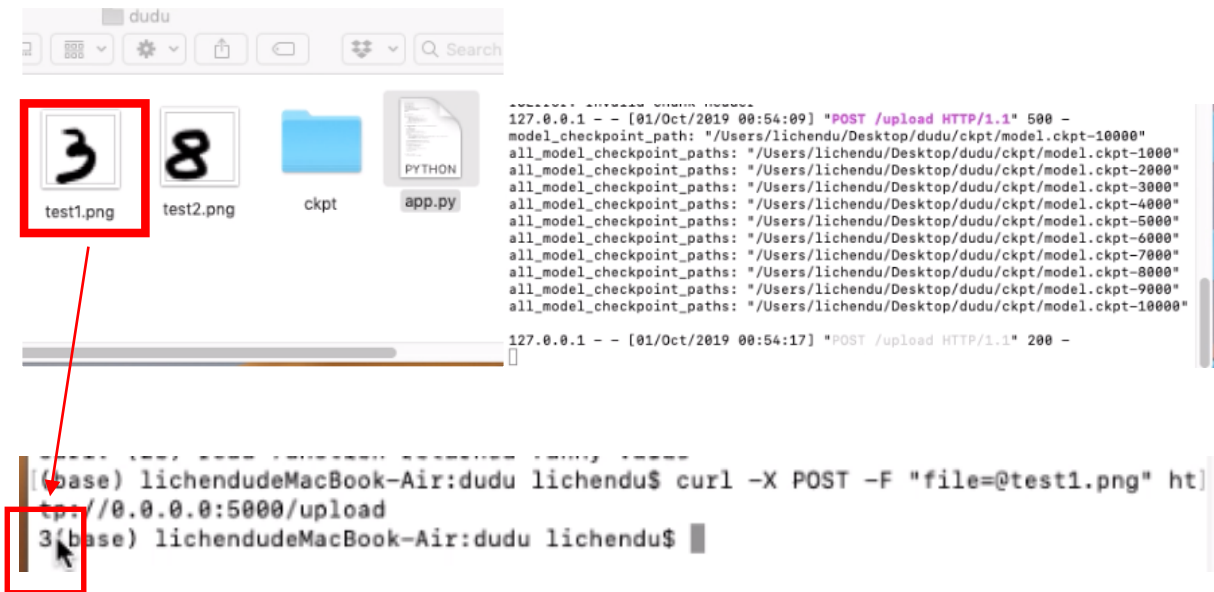 dudu
Search
3
8
PYTHON
test1.png
test2.png
ckpt
app.py
127.0.0.1 - - [01/Oct/2019 00:54:09] "POST /upload HTTP/1.1" 500 -
model_checkpoint_path: "/Users/lichendu/Desktop/dudu/ckpt/model.ckpt-10000"
all_model_checkpoint_paths: "/Users/lichendu/Desktop/dudu/ckpt/model.ckpt-1000"
all_model_checkpoint_paths: "/Users/lichendu/Desktop/dudu/ckpt/model.ckpt-2000"
all_model_checkpoint_paths: "/Users/lichendu/Desktop/dudu/ckpt/model.ckpt-3000"
all_model_checkpoint_paths: "/Users/lichendu/Desktop/dudu/ckpt/model.ckpt-4000"
all_model_checkpoint_paths: "/Users/lichendu/Desktop/dudu/ckpt/model.ckpt-5000"
all_model_checkpoint_paths: "/Users/lichendu/Desktop/dudu/ckpt/model.ckpt-6000"
all_model_checkpoint_paths: "/Users/lichendu/Desktop/dudu/ckpt/model.ckpt-7000"
all_model_checkpoint_paths: "/Users/lichendu/Desktop/dudu/ckpt/model.ckpt-8000"
all_model_checkpoint_paths: "/Users/lichendu/Desktop/dudu/ckpt/model.ckpt-9000"
all_model_checkpoint_paths: "/Users/lichendu/Desktop/dudu/ckpt/model.ckpt-10000"
127.0.0.1 - - [01/Oct/2019 00:54:17] "POST /upload HTTP/1.1" 200 -
[(base) lichendudeMacBook-Air:dudu lichendu$ curl -X POST -F "file=@test1.png" ht]
tp://0.0.0.0:5000/upload
3(base) lichendudeMacBook-Air:dudu lichendu$